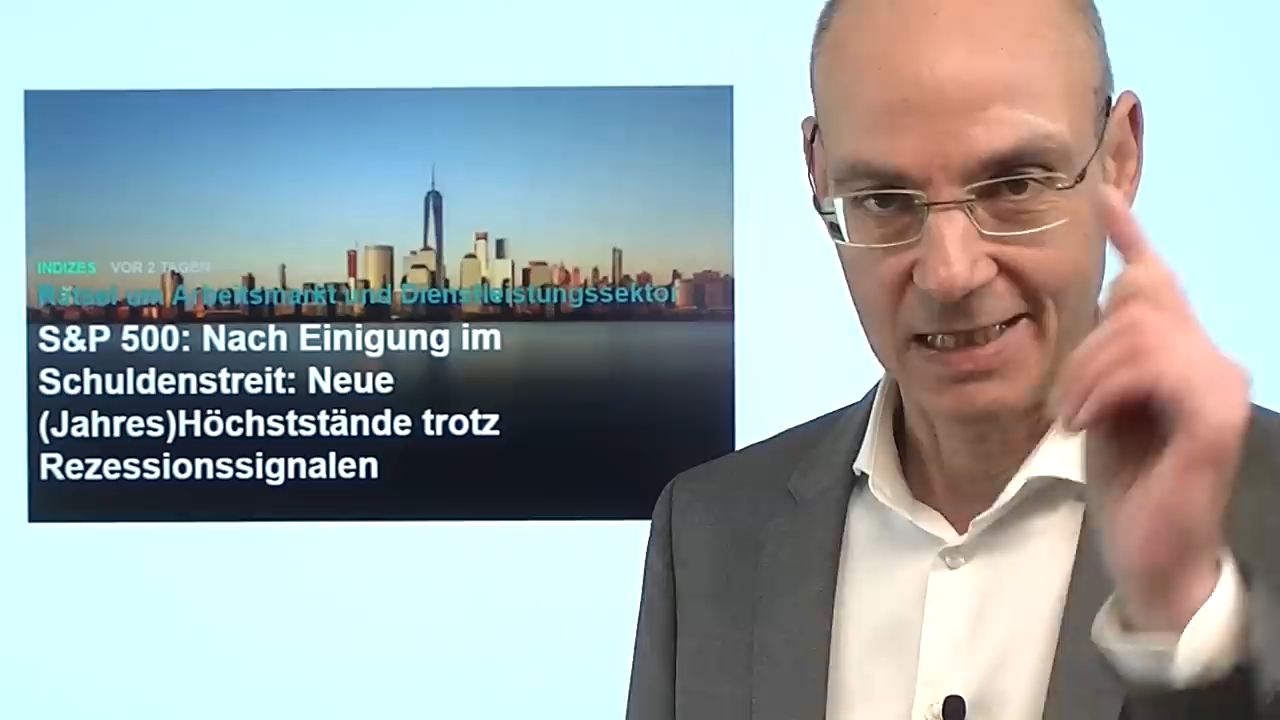 INDIZES VOR 2 TAGEN
Rätsel um Arbeitsmarkt und Dienstleistungssektor
S&P 500: Nach Einigung im
Schuldenstreit: Neue
(Jahres)Höchststände trotz
Rezessionssignalen